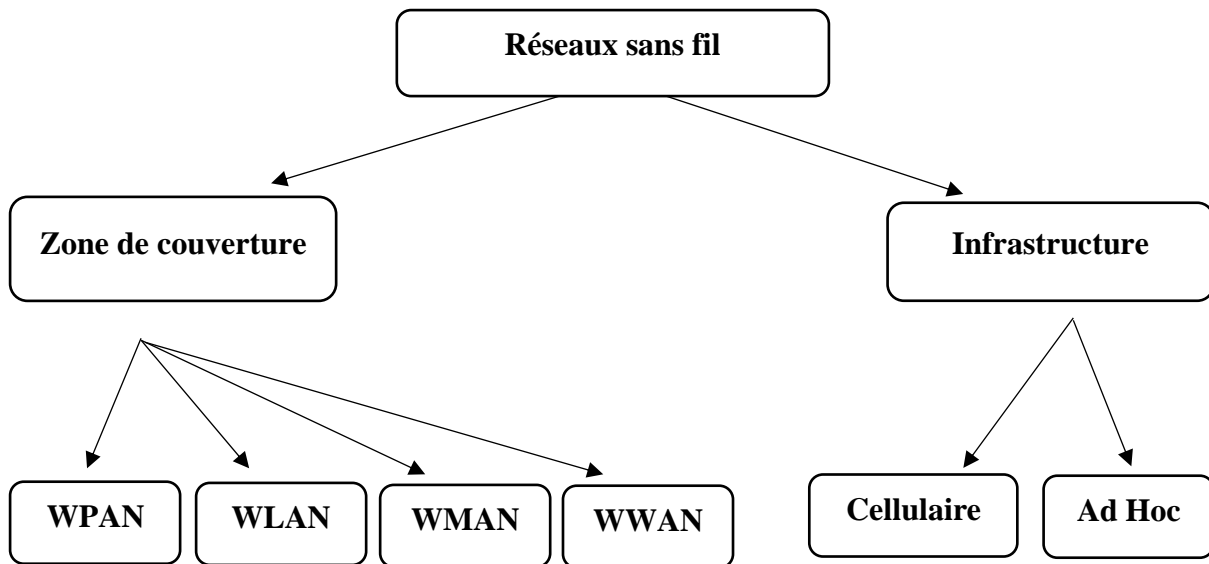 Réseaux sans fil
Zone de couverture
Infrastructure
WPAN
WLAN
WMAN
WWAN
Cellulaire
Ad Hoc